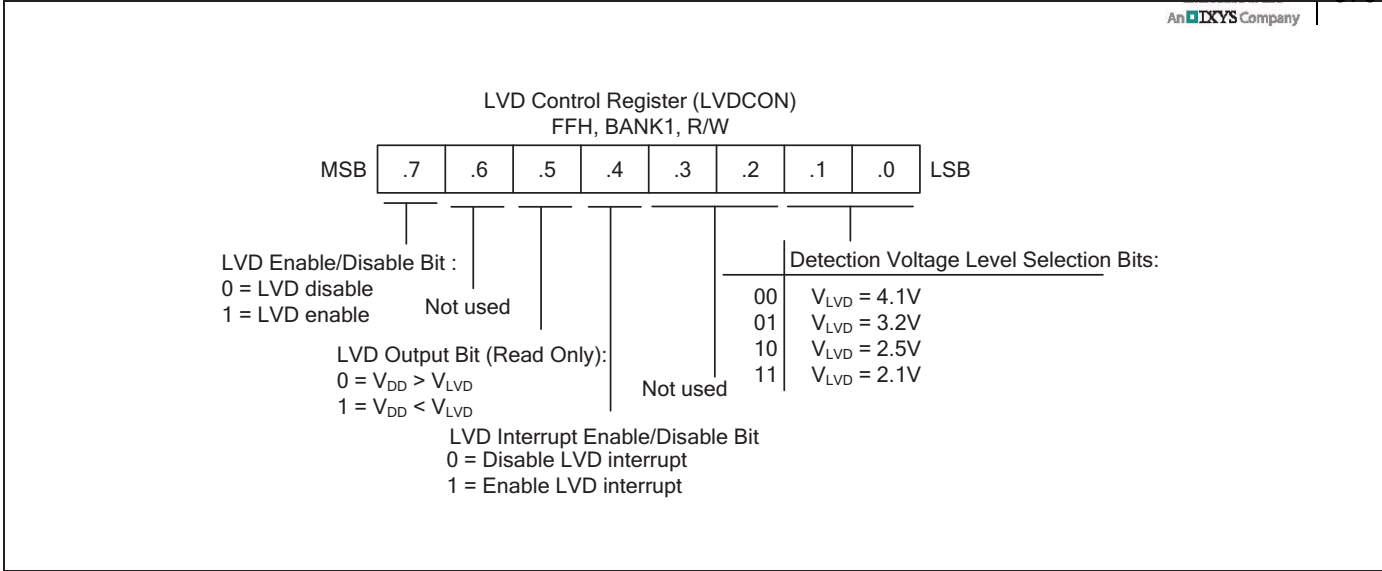 An IXYS Company
LVD Control Register (LVDCON)
FFH, BANK1, R/W
MSB .7 .6 .5 .4 .3 .2 .1 .0 LSB
LVD Enable/Disable Bit :
0 = LVD disable
1 = LVD enable
Not used
LVD Output Bit (Read Only):
0 = VDD > VLVD
1 = VDD < VLVD
LVD Interrupt Enable/Disable Bit
0 = Disable LVD interrupt
1 = Enable LVD interrupt
Not used
Detection Voltage Level Selection Bits:
00 VLVD = 4.1V
01 VLVD = 3.2V
10 VLVD = 2.5V
11 VLVD = 2.1V